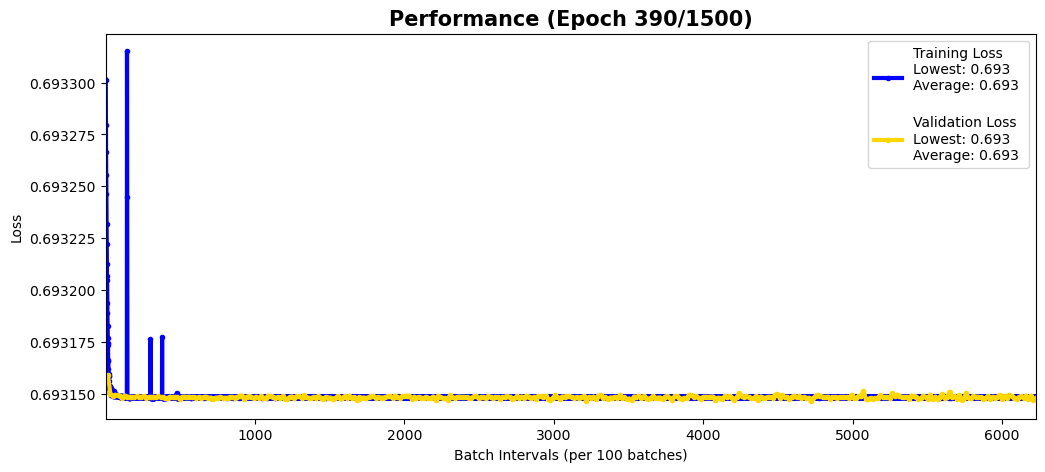 Performance (Epoch 390/1500)
Training Loss
Lowest: 0.693
Average: 0.693
Validation Loss
Lowest: 0.693
Average: 0.693
Loss
0.693300
0.693275
0.693250
0.693225
0.693200
0.693175
0.693150
1000 2000 3000 4000 5000 6000
Batch Intervals (per 100 batches)